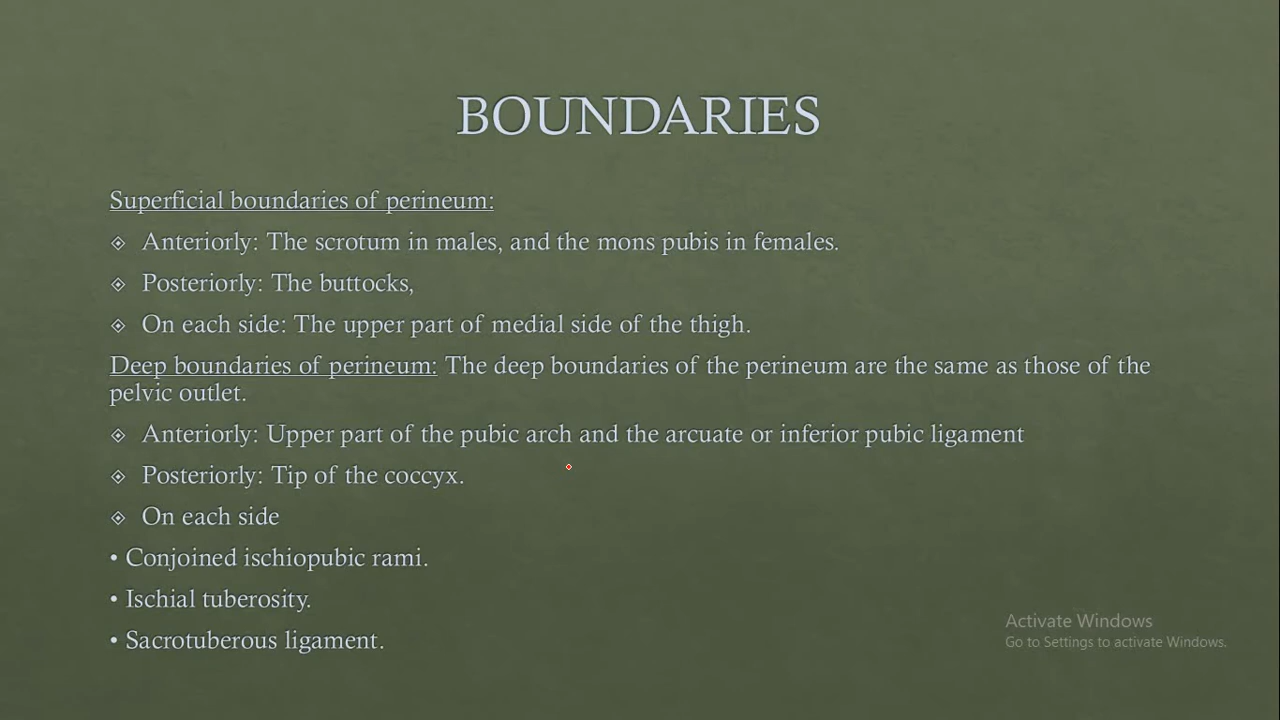 BOUNDARIES
Superficial boundaries of perineum:
Anteriorly: The scrotum in males, and the mons pubis in females.
Posteriorly: The buttocks,
On each side: The upper part of medial side of the thigh.
Deep boundaries of perineum: The deep boundaries of the perineum are the same as those of the
pelvic outlet.
Anteriorly: Upper part of the pubic arch and the arcuate or inferior pubic ligament
Posteriorly: Tip of the coccyx.
On each side
• Conjoined ischiopubic rami.
• Ischial tuberosity.
• Sacrotuberous ligament.
Activate Windows
Go to Settings to activate Windows.